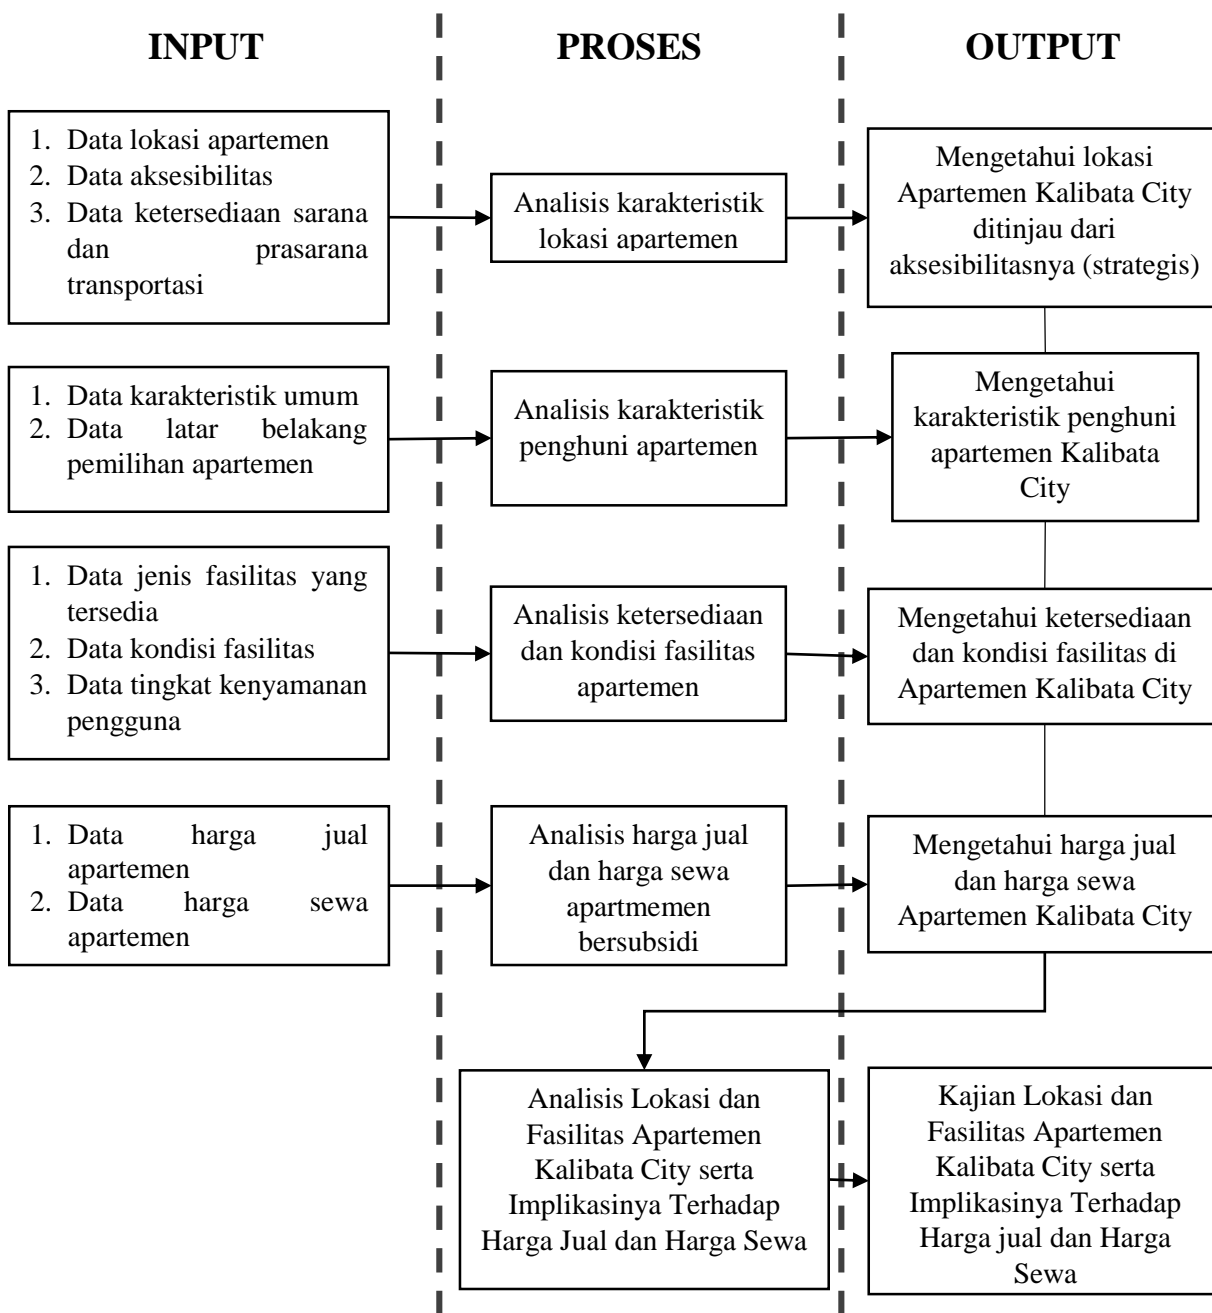 INPUT
PROSES
OUTPUT
1. Data lokasi apartemen
2. Data aksesibilitas
3. Data ketersediaan sarana
dan prasarana
transportasi
Analisis karakteristik
lokasi apartemen
Mengetahui lokasi
Apartemen Kalibata City
ditinjau dari
aksesibilitasnya (strategis)
1. Data karakteristik umum
2. Data latar belakang
pemilihan apartemen
Analisis karakteristik
penghuni apartemen
Mengetahui
karakteristik penghuni
apartemen Kalibata
City
1. Data jenis fasilitas yang
tersedia
2. Data kondisi fasilitas
3. Data tingkat kenyamanan
pengguna
Analisis ketersediaan
dan kondisi fasilitas
apartemen
Mengetahui ketersediaan
dan kondisi fasilitas di
Apartemen Kalibata City
1. Data harga jual
apartemen
2. Data harga sewa
apartemen
Analisis harga jual
dan harga sewa
apartmemen
bersubsidi
Mengetahui harga jual
dan harga sewa
Apartemen Kalibata City
Analisis Lokasi dan
Fasilitas Apartemen
Kalibata City serta
Implikasinya Terhadap
Harga Jual dan Harga Sewa
Kajian Lokasi dan
Fasilitas Apartemen
Kalibata City serta
Implikasinya Terhadap
Harga jual dan Harga
Sewa